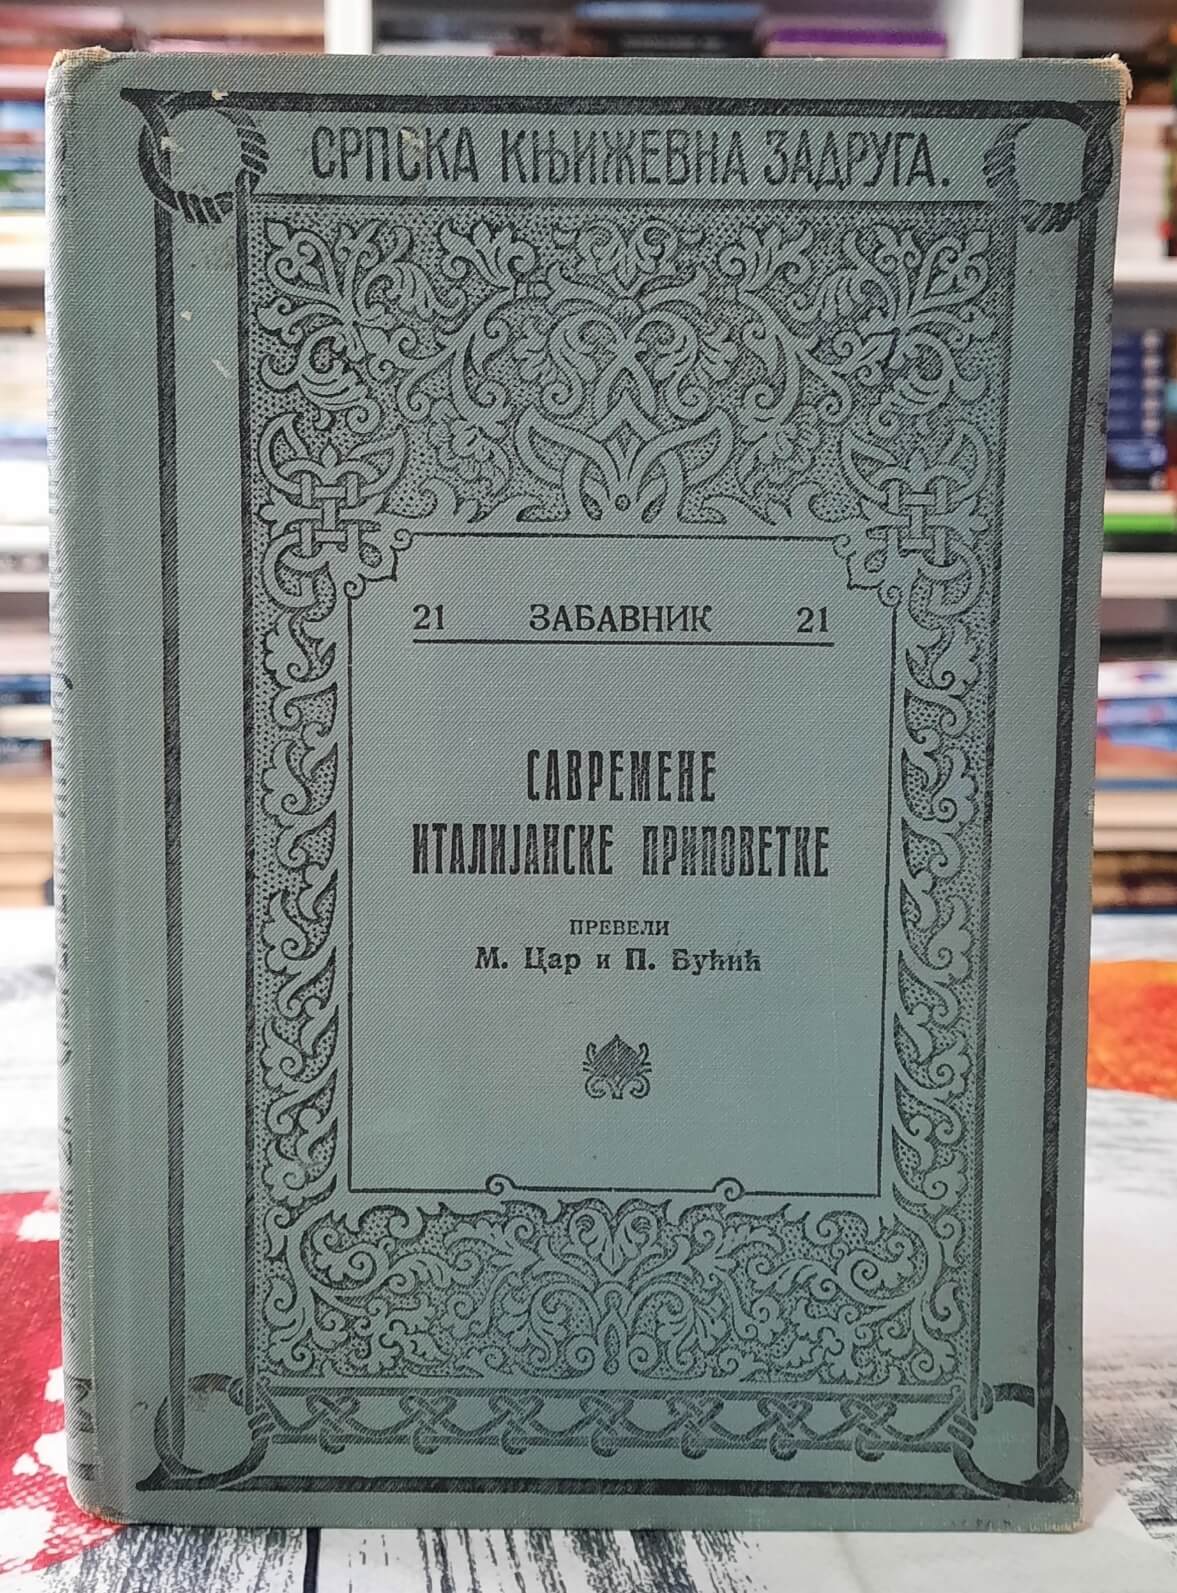 СРПСКА КЊИЖЕВНА ЗАДРУГА.
21 ЗАБАВНИК 21
САВРЕМЕНЕ
ИТАЛИЈАНСКЕ ПРИПОВЕТКЕ
ПРЕВЕЛИ
М. Цар и П. Бућић